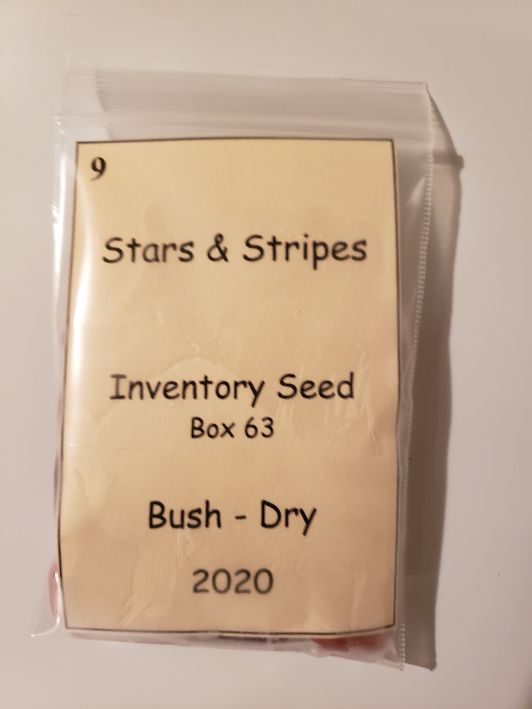 9
Stars & Stripes
Inventory Seed
Box 63
Bush - Dry
2020